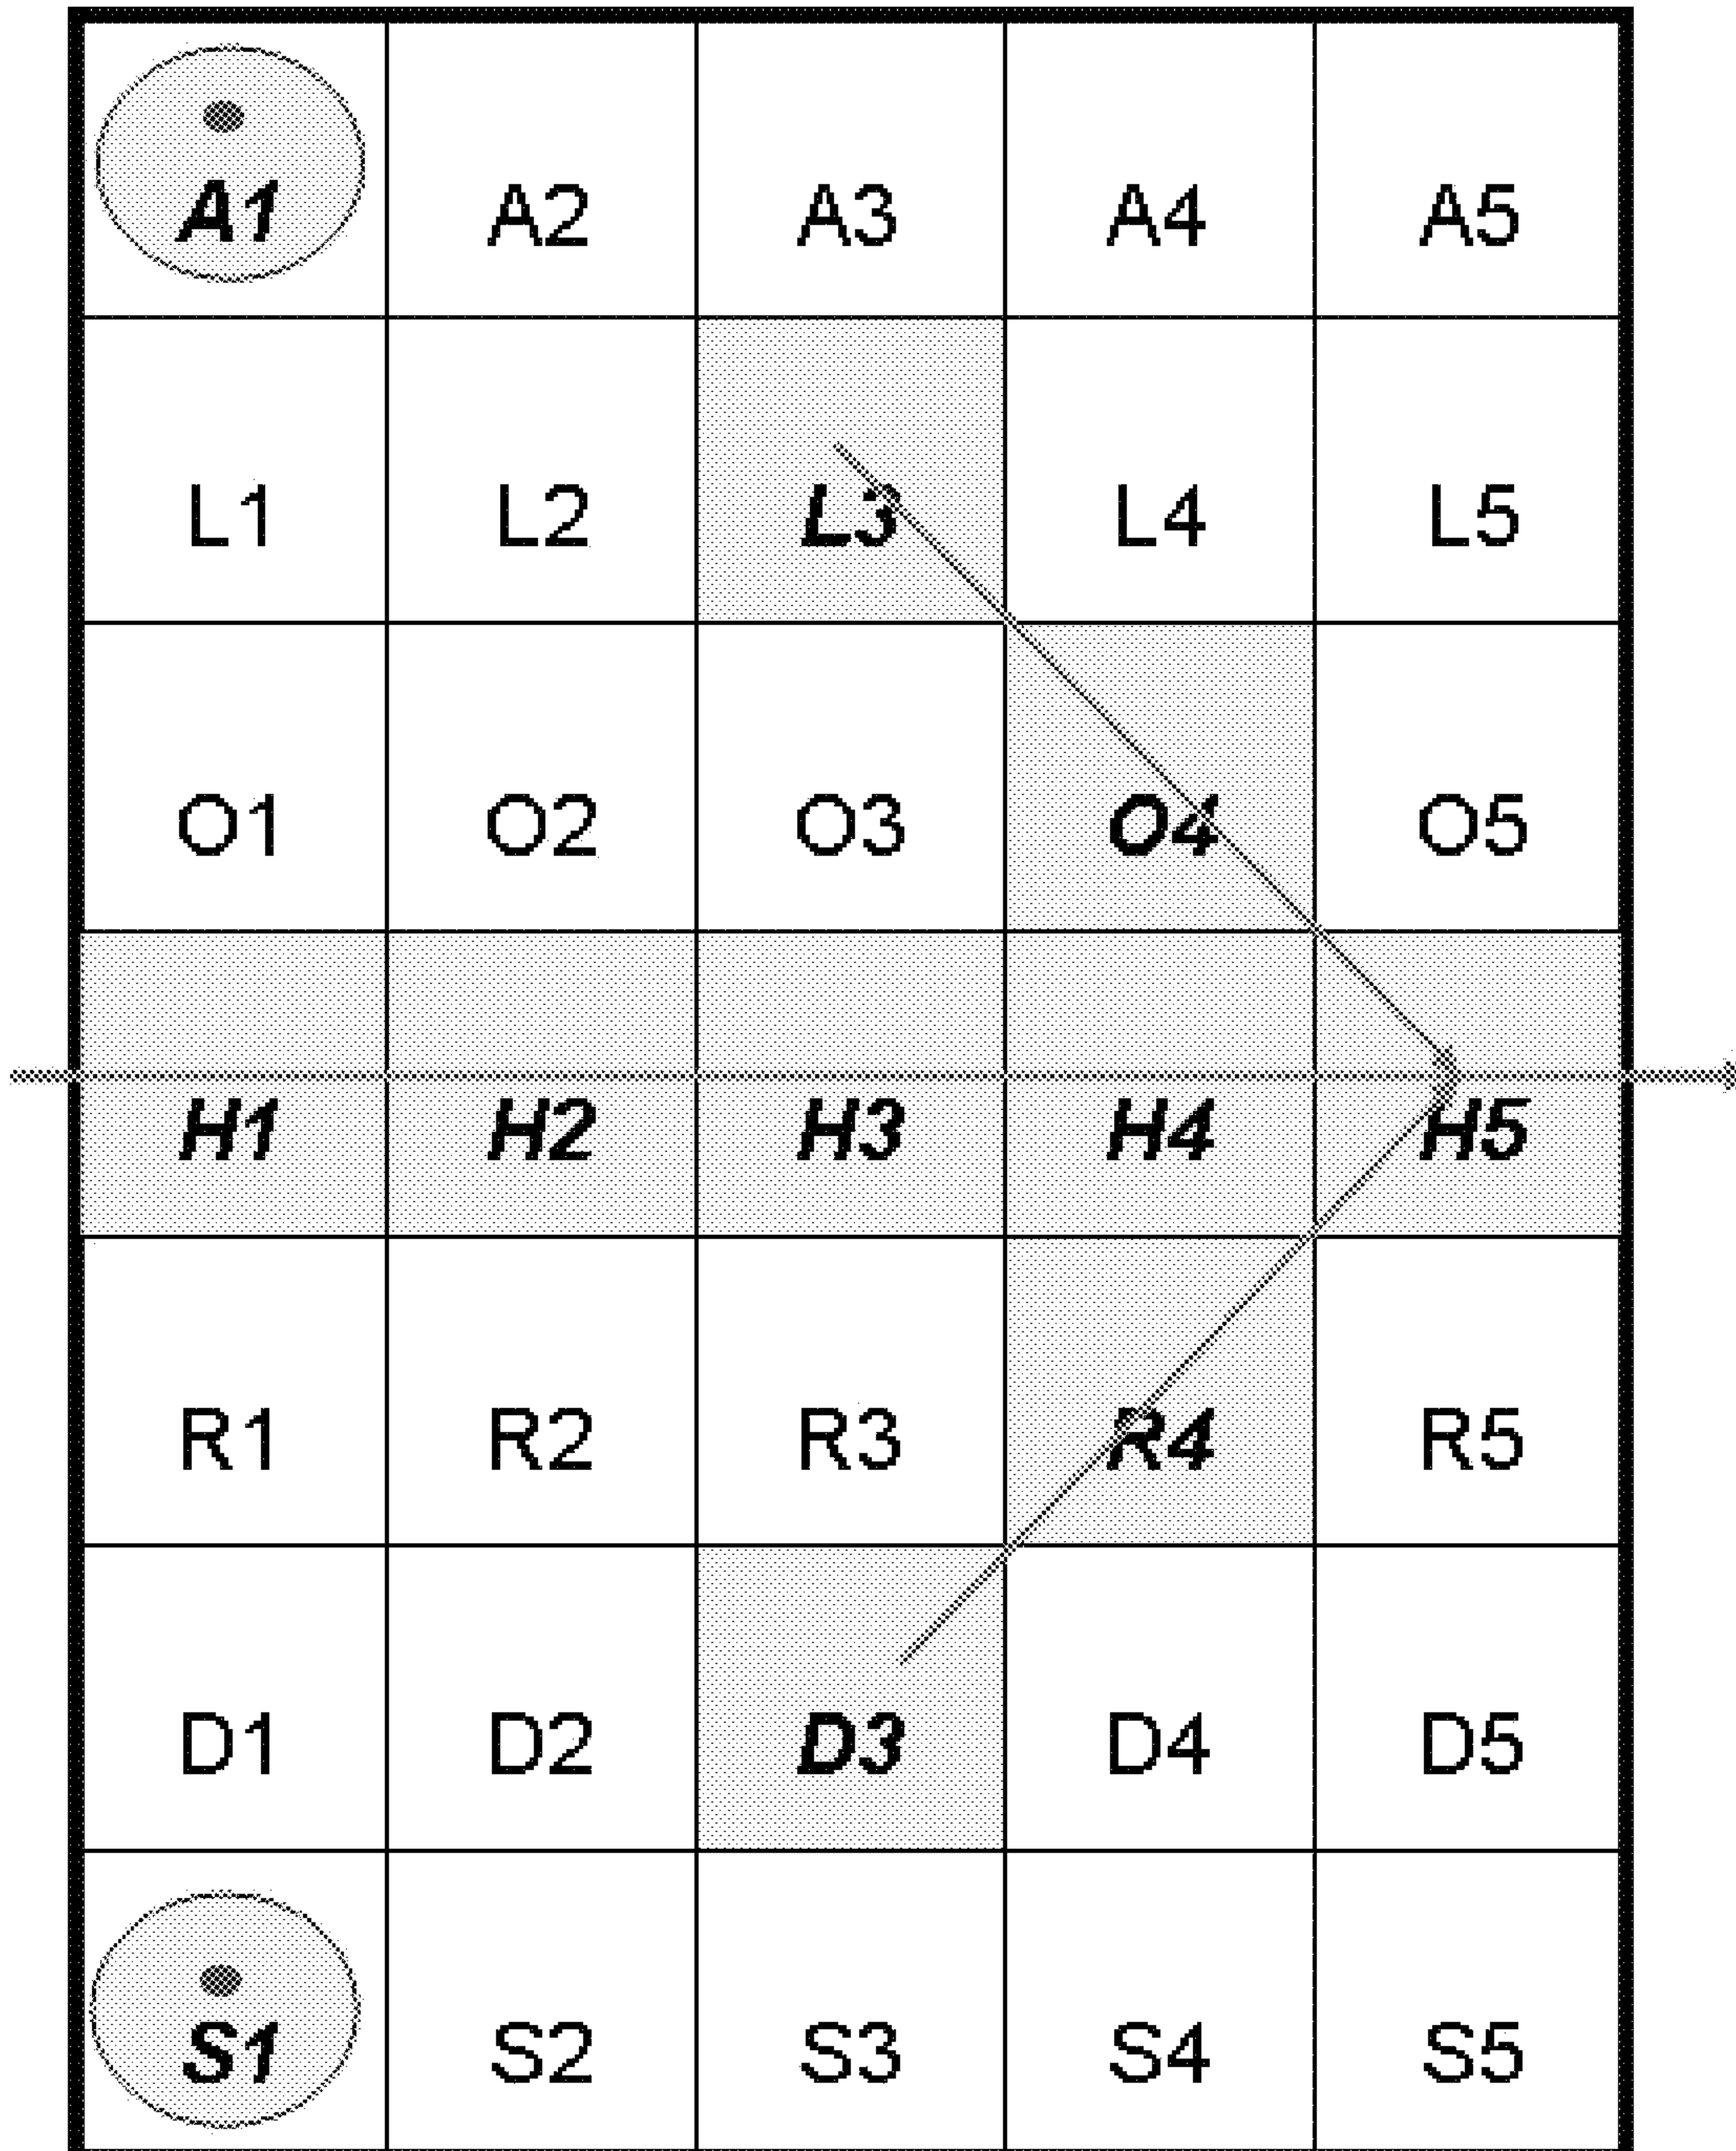 A1 A2 A3 A4 A5
L1 L2 L3 L4 L5
O1 O2 O3 O4 O5
H1 H2 H3 H4 H5
R1 R2 R3 R4 R5
D1 D2 D3 D4 D5
S1 S2 S3 S4 S5